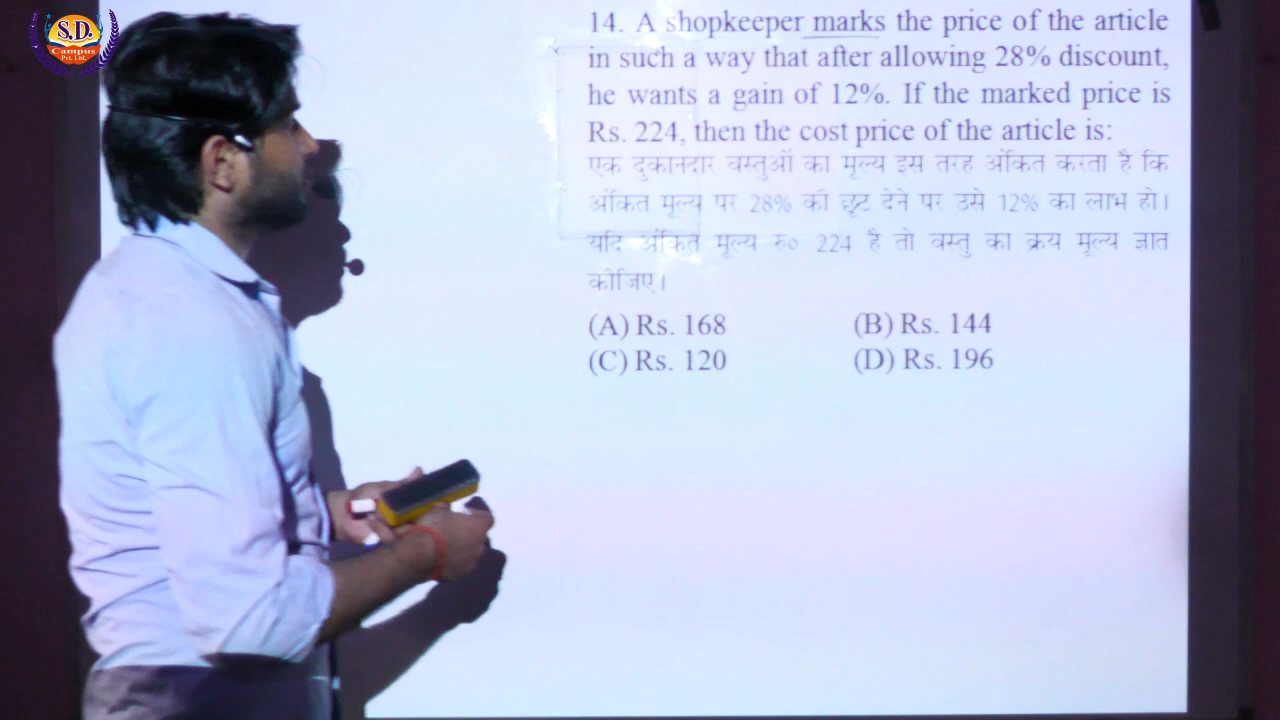 S.D.
Campus
Pvt. Ltd.
14. A shopkeeper marks the price of the article
in such a way that after allowing 28% discount,
he wants a gain of 12%. If the marked price is
Rs. 224, then the cost price of the article is:
एक दुकानदार वस्तुओं का मूल्य इस तरह अंकित करता है कि
अंकित मूल्य पर 28% की छूट देने पर उसे 12% का लाभ हो।
यदि अंकित मूल्य रु० 224 है तो वस्तु का क्रय मूल्य ज्ञात
कीजिए।
(A) Rs. 168 (B) Rs. 144
(C) Rs. 120 (D) Rs. 196